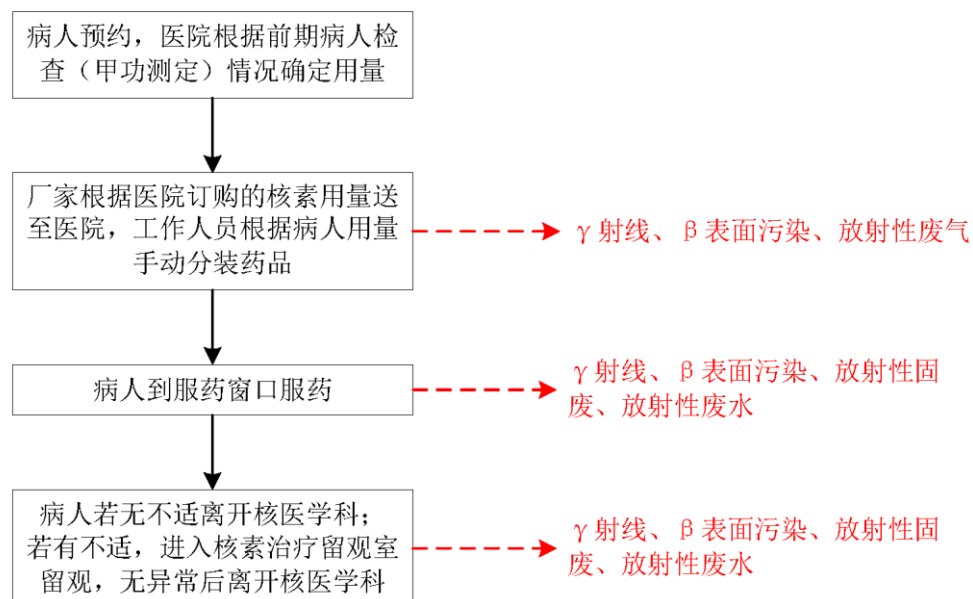 病人预约，医院根据前期病人检
查（甲功测定）情况确定用量
厂家根据医院订购的核素用量送
至医院，工作人员根据病人用量
手动分装药品
γ射线、β表面污染、放射性废气
病人到服药窗口服药
γ射线、β表面污染、放射性固
废、放射性废水
病人若无不适离开核医学科；
若有不适，进入核素治疗留观室
留观，无异常后离开核医学科
γ射线、β表面污染、放射性固
废、放射性废水